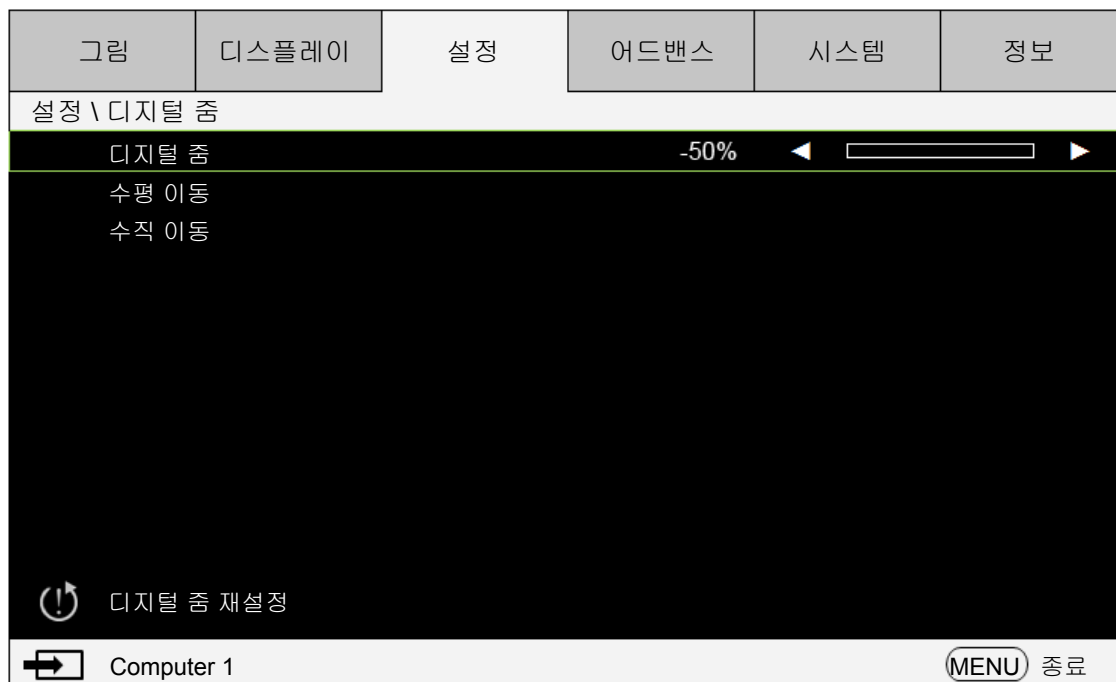 그림 디스플레이 설정 어드밴스 시스템 정보
설정 \ 디지털 줌
디지털 줌 -50%
수평 이동
수직 이동
디지털 줌 재설정
Computer 1 MENU 종료